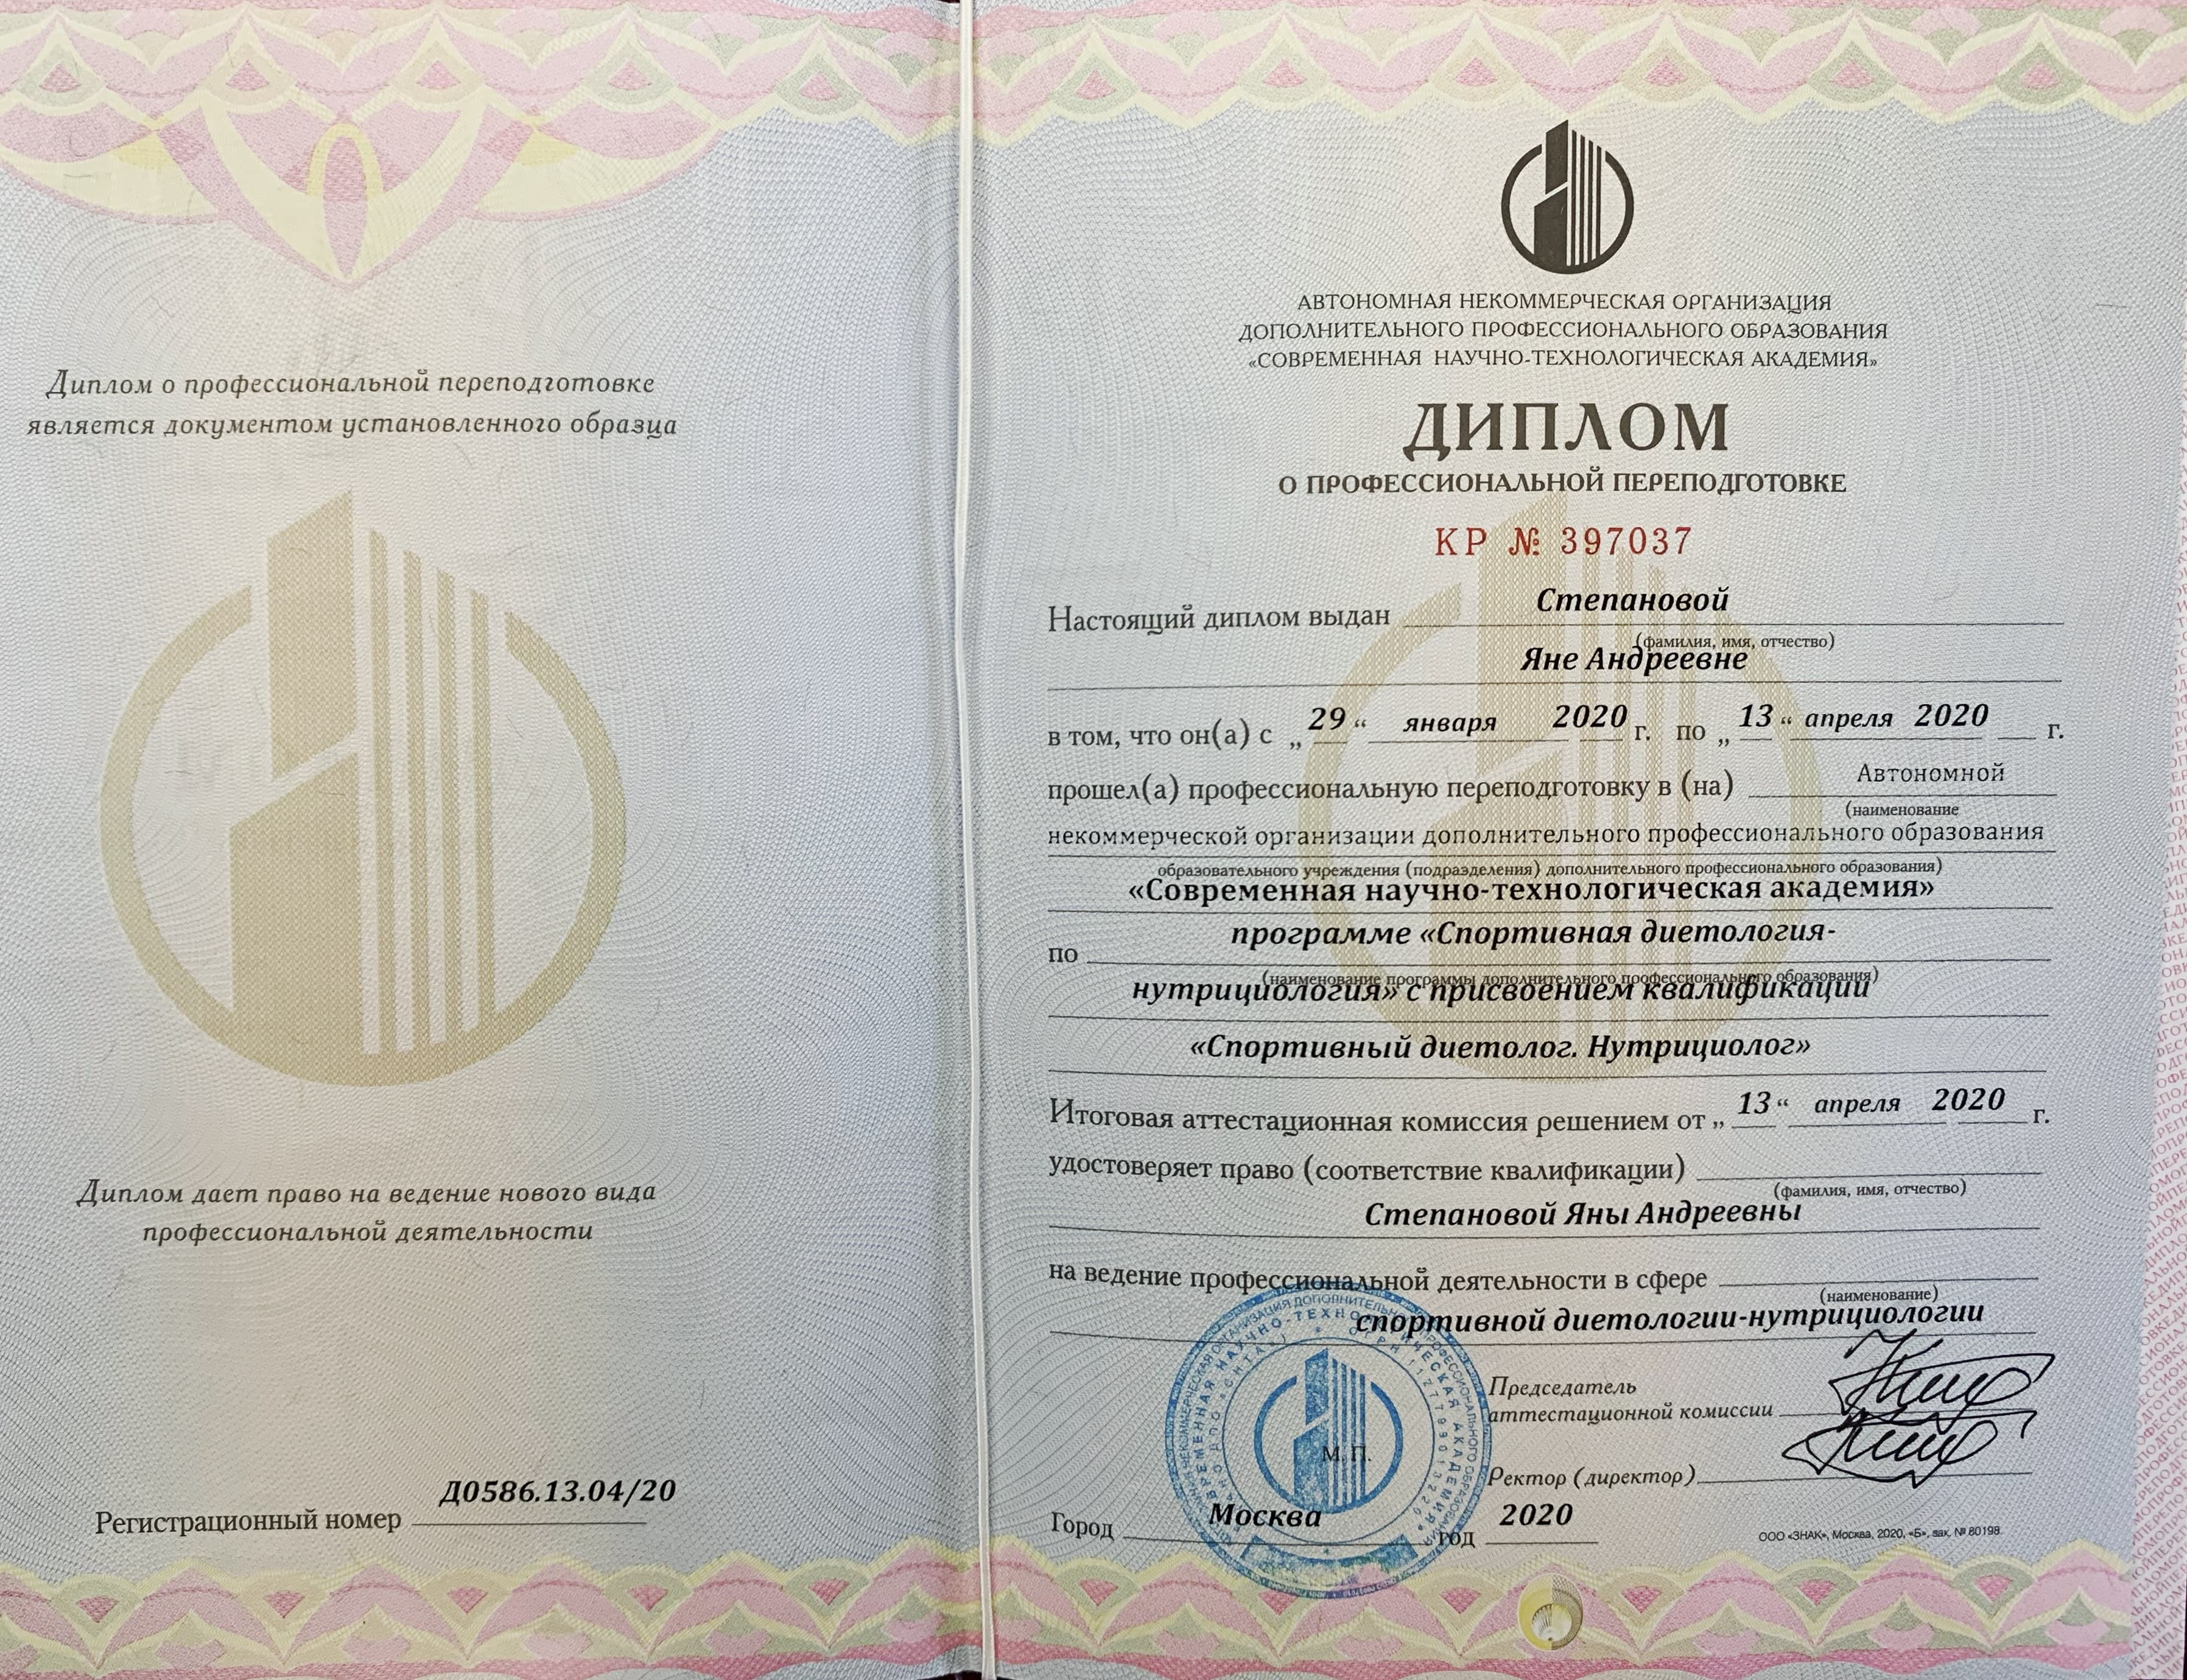 Диплом о профессиональной переподготовке
является документом установленного образца
Диплом дает право на ведение нового вида
профессиональной деятельности
Д0586.13.04/20
Регистрационный номер
АВТОНОМНАЯ НЕКОММЕРЧЕСКАЯ ОРГАНИЗАЦИЯ
ДОПОЛНИТЕЛЬНОГО ПРОФЕССИОНАЛЬНОГО ОБРАЗОВАНИЯ
«СОВРЕМЕННАЯ НАУЧНО-ТЕХНОЛОГИЧЕСКАЯ АКАДЕМИЯ»
ДИПЛОМ
О ПРОФЕССИОНАЛЬНОЙ ПЕРЕПОДГОТОВКЕ
КР № 397037
Настоящий диплом выдан Степановой
(фамилия, имя, отчество)
Яне Андреевне
в том, что он(а) с „ 29 “ января 2020 г. по „ 13 “ апреля 2020 г.
прошел(а) профессиональную переподготовку в (на) Автономной
(наименование
некоммерческой организации дополнительного профессионального образования
образовательного учреждения (подразделения) дополнительного профессионального образования)
«Современная научно-технологическая академия»
по программе «Спортивная диетология-
(наименование программы дополнительного профессионального образования)
нутрициология» с присвоением квалификации
«Спортивный диетолог. Нутрициолог»
Итоговая аттестационная комиссия решением от „ 13 “ апреля 2020 г.
удостоверяет право (соответствие квалификации)
(фамилия, имя, отчество)
Степановой Яны Андреевны
на ведение профессиональной деятельности в сфере
(наименование)
спортивной диетологии-нутрициологии
Председатель
аттестационной комиссии
М. П.
Ректор (директор)
Город Москва год 2020
ООО «ЗНАК», Москва, 2020, «Б», зак. № 80198.